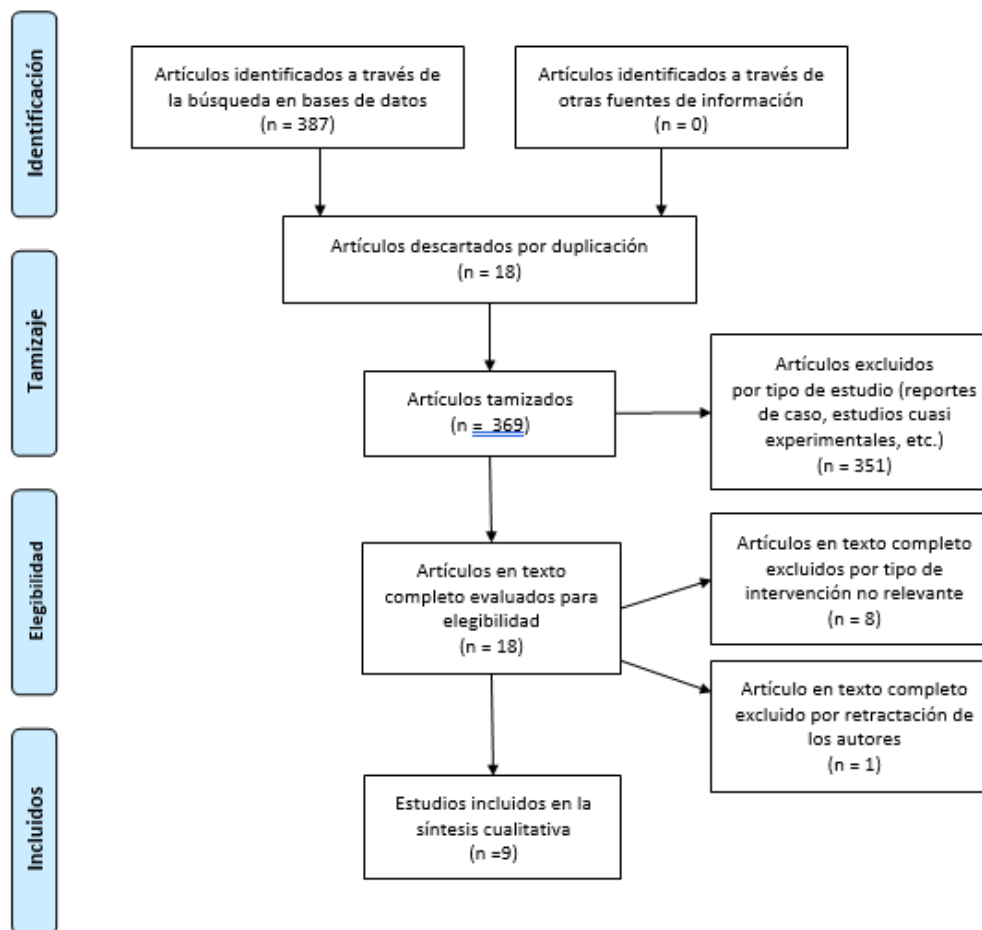 Identificación
Artículos identificados a través de
la búsqueda en bases de datos
(n = 387)
Artículos identificados a través de
otras fuentes de información
(n = 0)
Artículos descartados por duplicación
(n = 18)
Tamizaje
Artículos tamizados
(n = 369)
Artículos excluidos
por tipo de estudio (reportes
de caso, estudios cuasi
experimentales, etc.)
(n = 351)
Elegibilidad
Artículos en texto
completo evaluados para
elegibilidad
(n = 18)
Artículos en texto completo
excluidos por tipo de
intervención no relevante
(n = 8)
Artículo en texto completo
excluido por retractación de
los autores
(n = 1)
Incluidos
Estudios incluidos en la
síntesis cualitativa
(n =9)